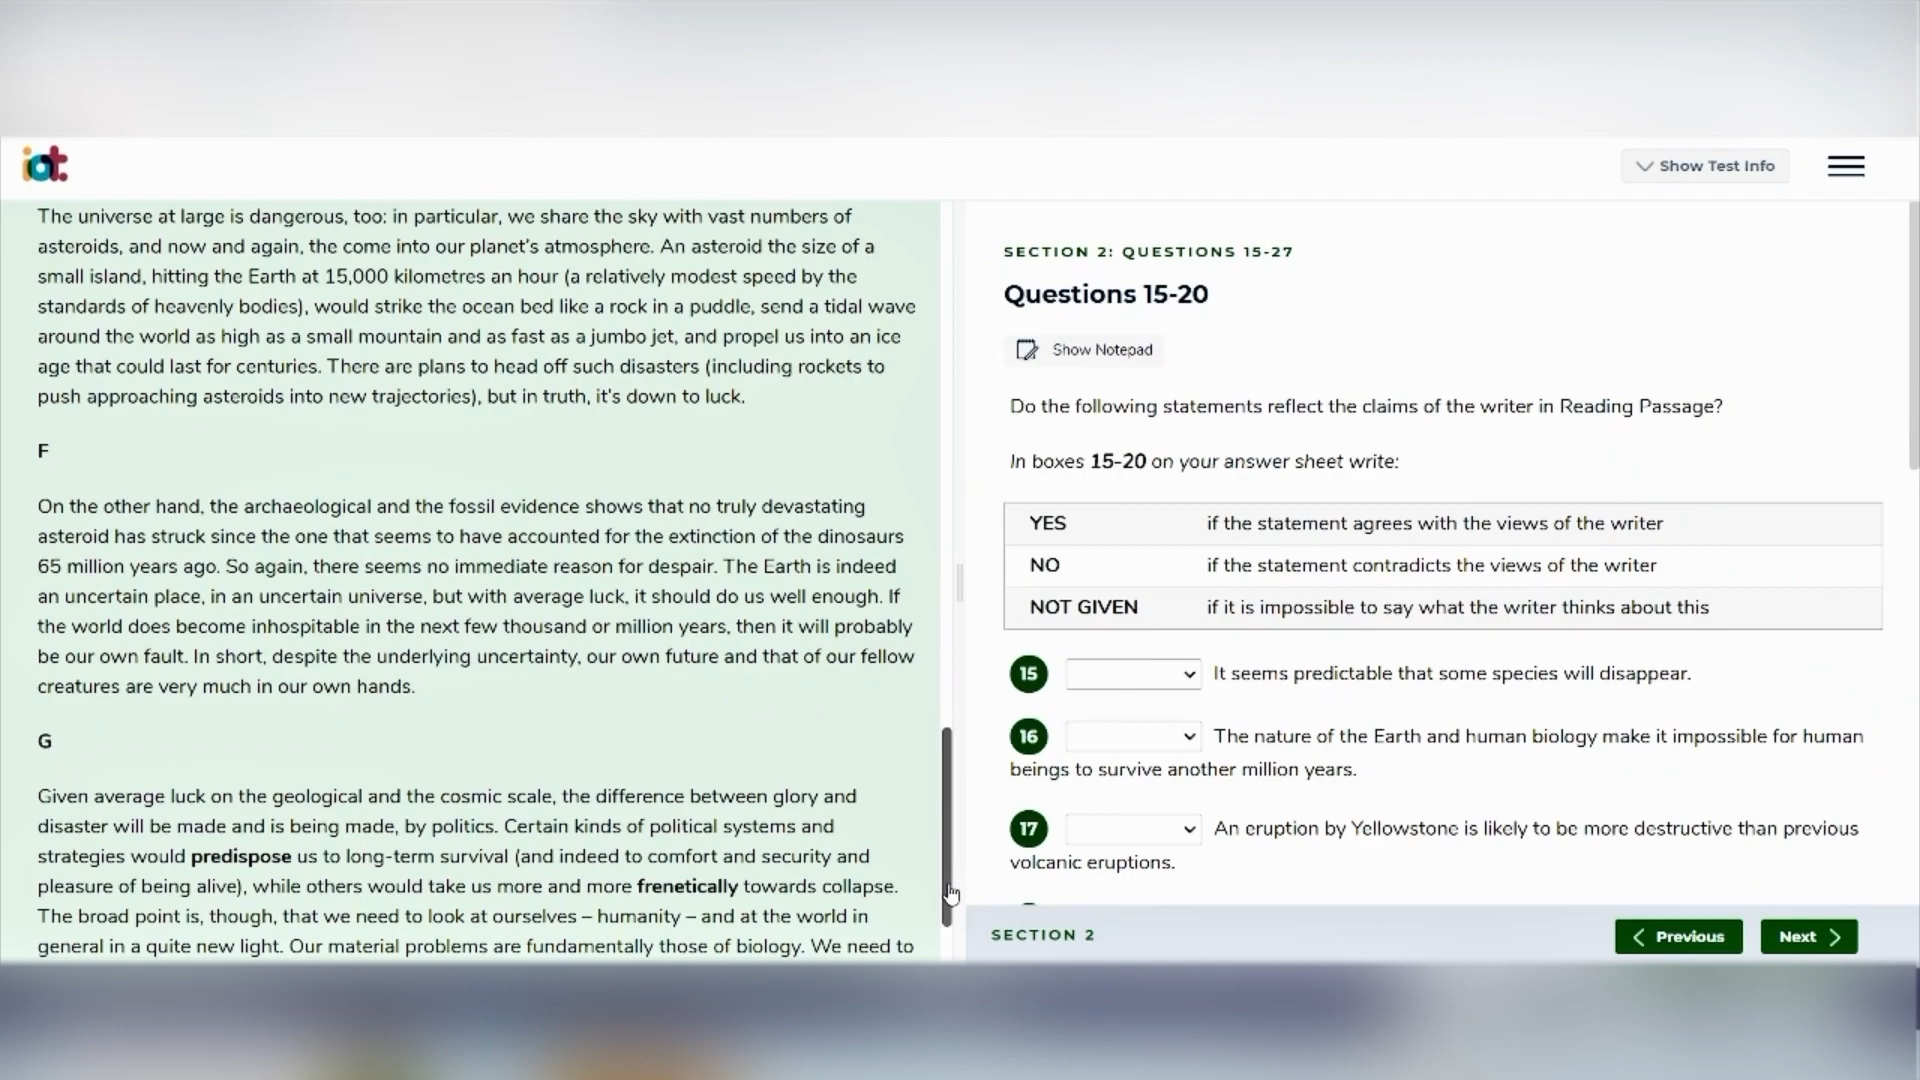 iot
Show Test Info
The universe at large is dangerous, too: in particular, we share the sky with vast numbers of
asteroids, and now and again, the come into our planet's atmosphere. An asteroid the size of a
small island, hitting the Earth at 15,000 kilometres an hour (a relatively modest speed by the
standards of heavenly bodies), would strike the ocean bed like a rock in a puddle, send a tidal wave
around the world as high as a small mountain and as fast as a jumbo jet, and propel us into an ice
age that could last for centuries. There are plans to head off such disasters (including rockets to
push approaching asteroids into new trajectories), but in truth, it's down to luck.
F
On the other hand, the archaeological and the fossil evidence shows that no truly devastating
asteroid has struck since the one that seems to have accounted for the extinction of the dinosaurs
65 million years ago. So again, there seems no immediate reason for despair. The Earth is indeed
an uncertain place, in an uncertain universe, but with average luck, it should do us well enough. If
the world does become inhospitable in the next few thousand or million years, then it will probably
be our own fault. In short, despite the underlying uncertainty, our own future and that of our fellow
creatures are very much in our own hands.
G
Given average luck on the geological and the cosmic scale, the difference between glory and
disaster will be made and is being made, by politics. Certain kinds of political systems and
strategies would predispose us to long-term survival (and indeed to comfort and security and
pleasure of being alive), while others would take us more and more frenetically towards collapse.
The broad point is, though, that we need to look at ourselves – humanity – and at the world in
general in a quite new light. Our material problems are fundamentally those of biology. We need to
SECTION 2: QUESTIONS 15-27
Questions 15-20
Show Notepad
Do the following statements reflect the claims of the writer in Reading Passage?
In boxes 15-20 on your answer sheet write:
YES if the statement agrees with the views of the writer
NO if the statement contradicts the views of the writer
NOT GIVEN if it is impossible to say what the writer thinks about this
15 It seems predictable that some species will disappear.
16 The nature of the Earth and human biology make it impossible for human
beings to survive another million years.
17 An eruption by Yellowstone is likely to be more destructive than previous
volcanic eruptions.
SECTION 2
Previous
Next